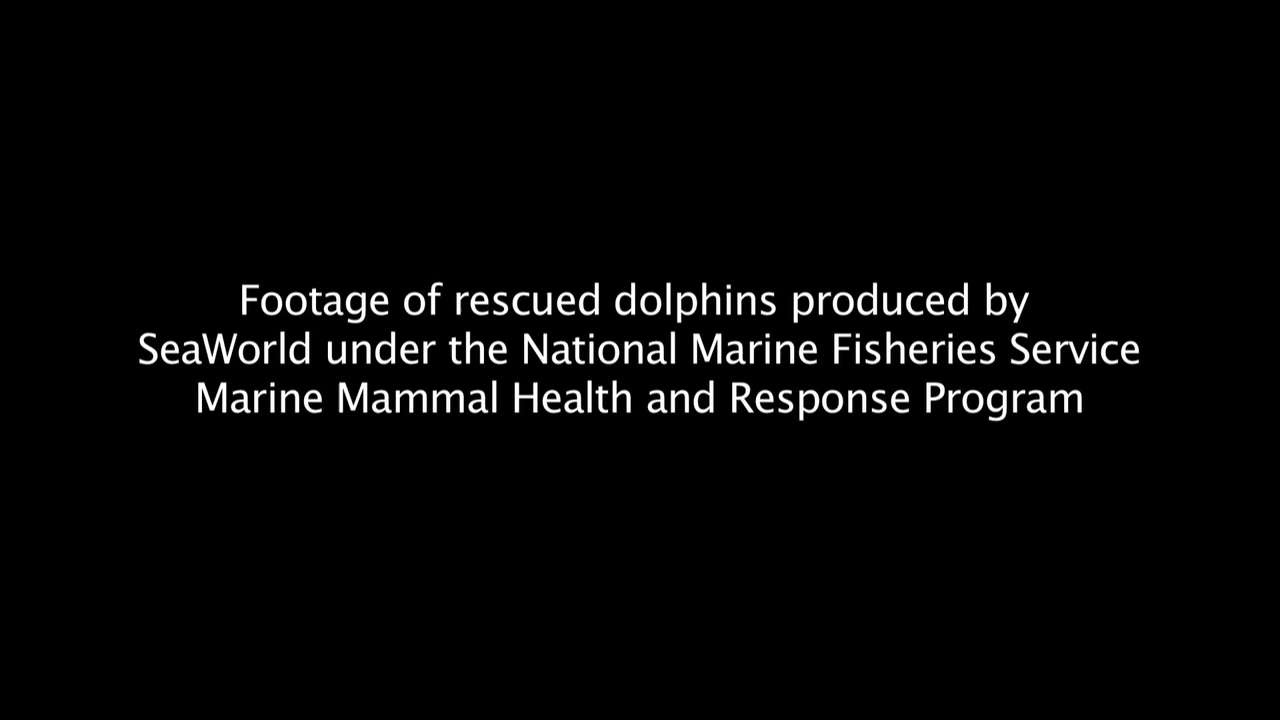 Footage of rescued dolphins produced by
SeaWorld under the National Marine Fisheries Service
Marine Mammal Health and Response Program